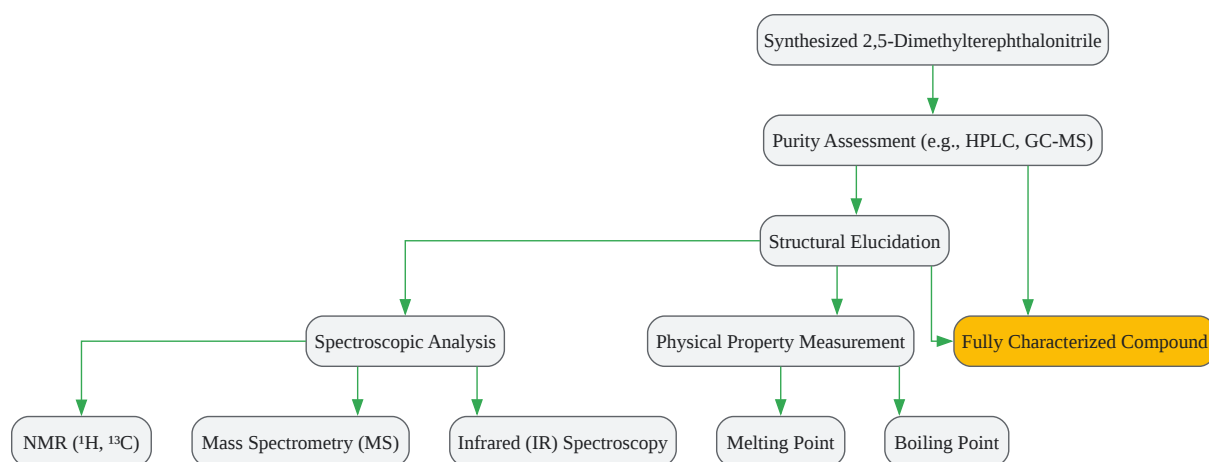 Synthesized 2,5-Dimethylterephthalonitrile
Purity Assessment (e.g., HPLC, GC-MS)
Structural Elucidation
Spectroscopic Analysis
Physical Property Measurement
Fully Characterized Compound
NMR (¹H, ¹³C)
Mass Spectrometry (MS)
Infrared (IR) Spectroscopy
Melting Point
Boiling Point